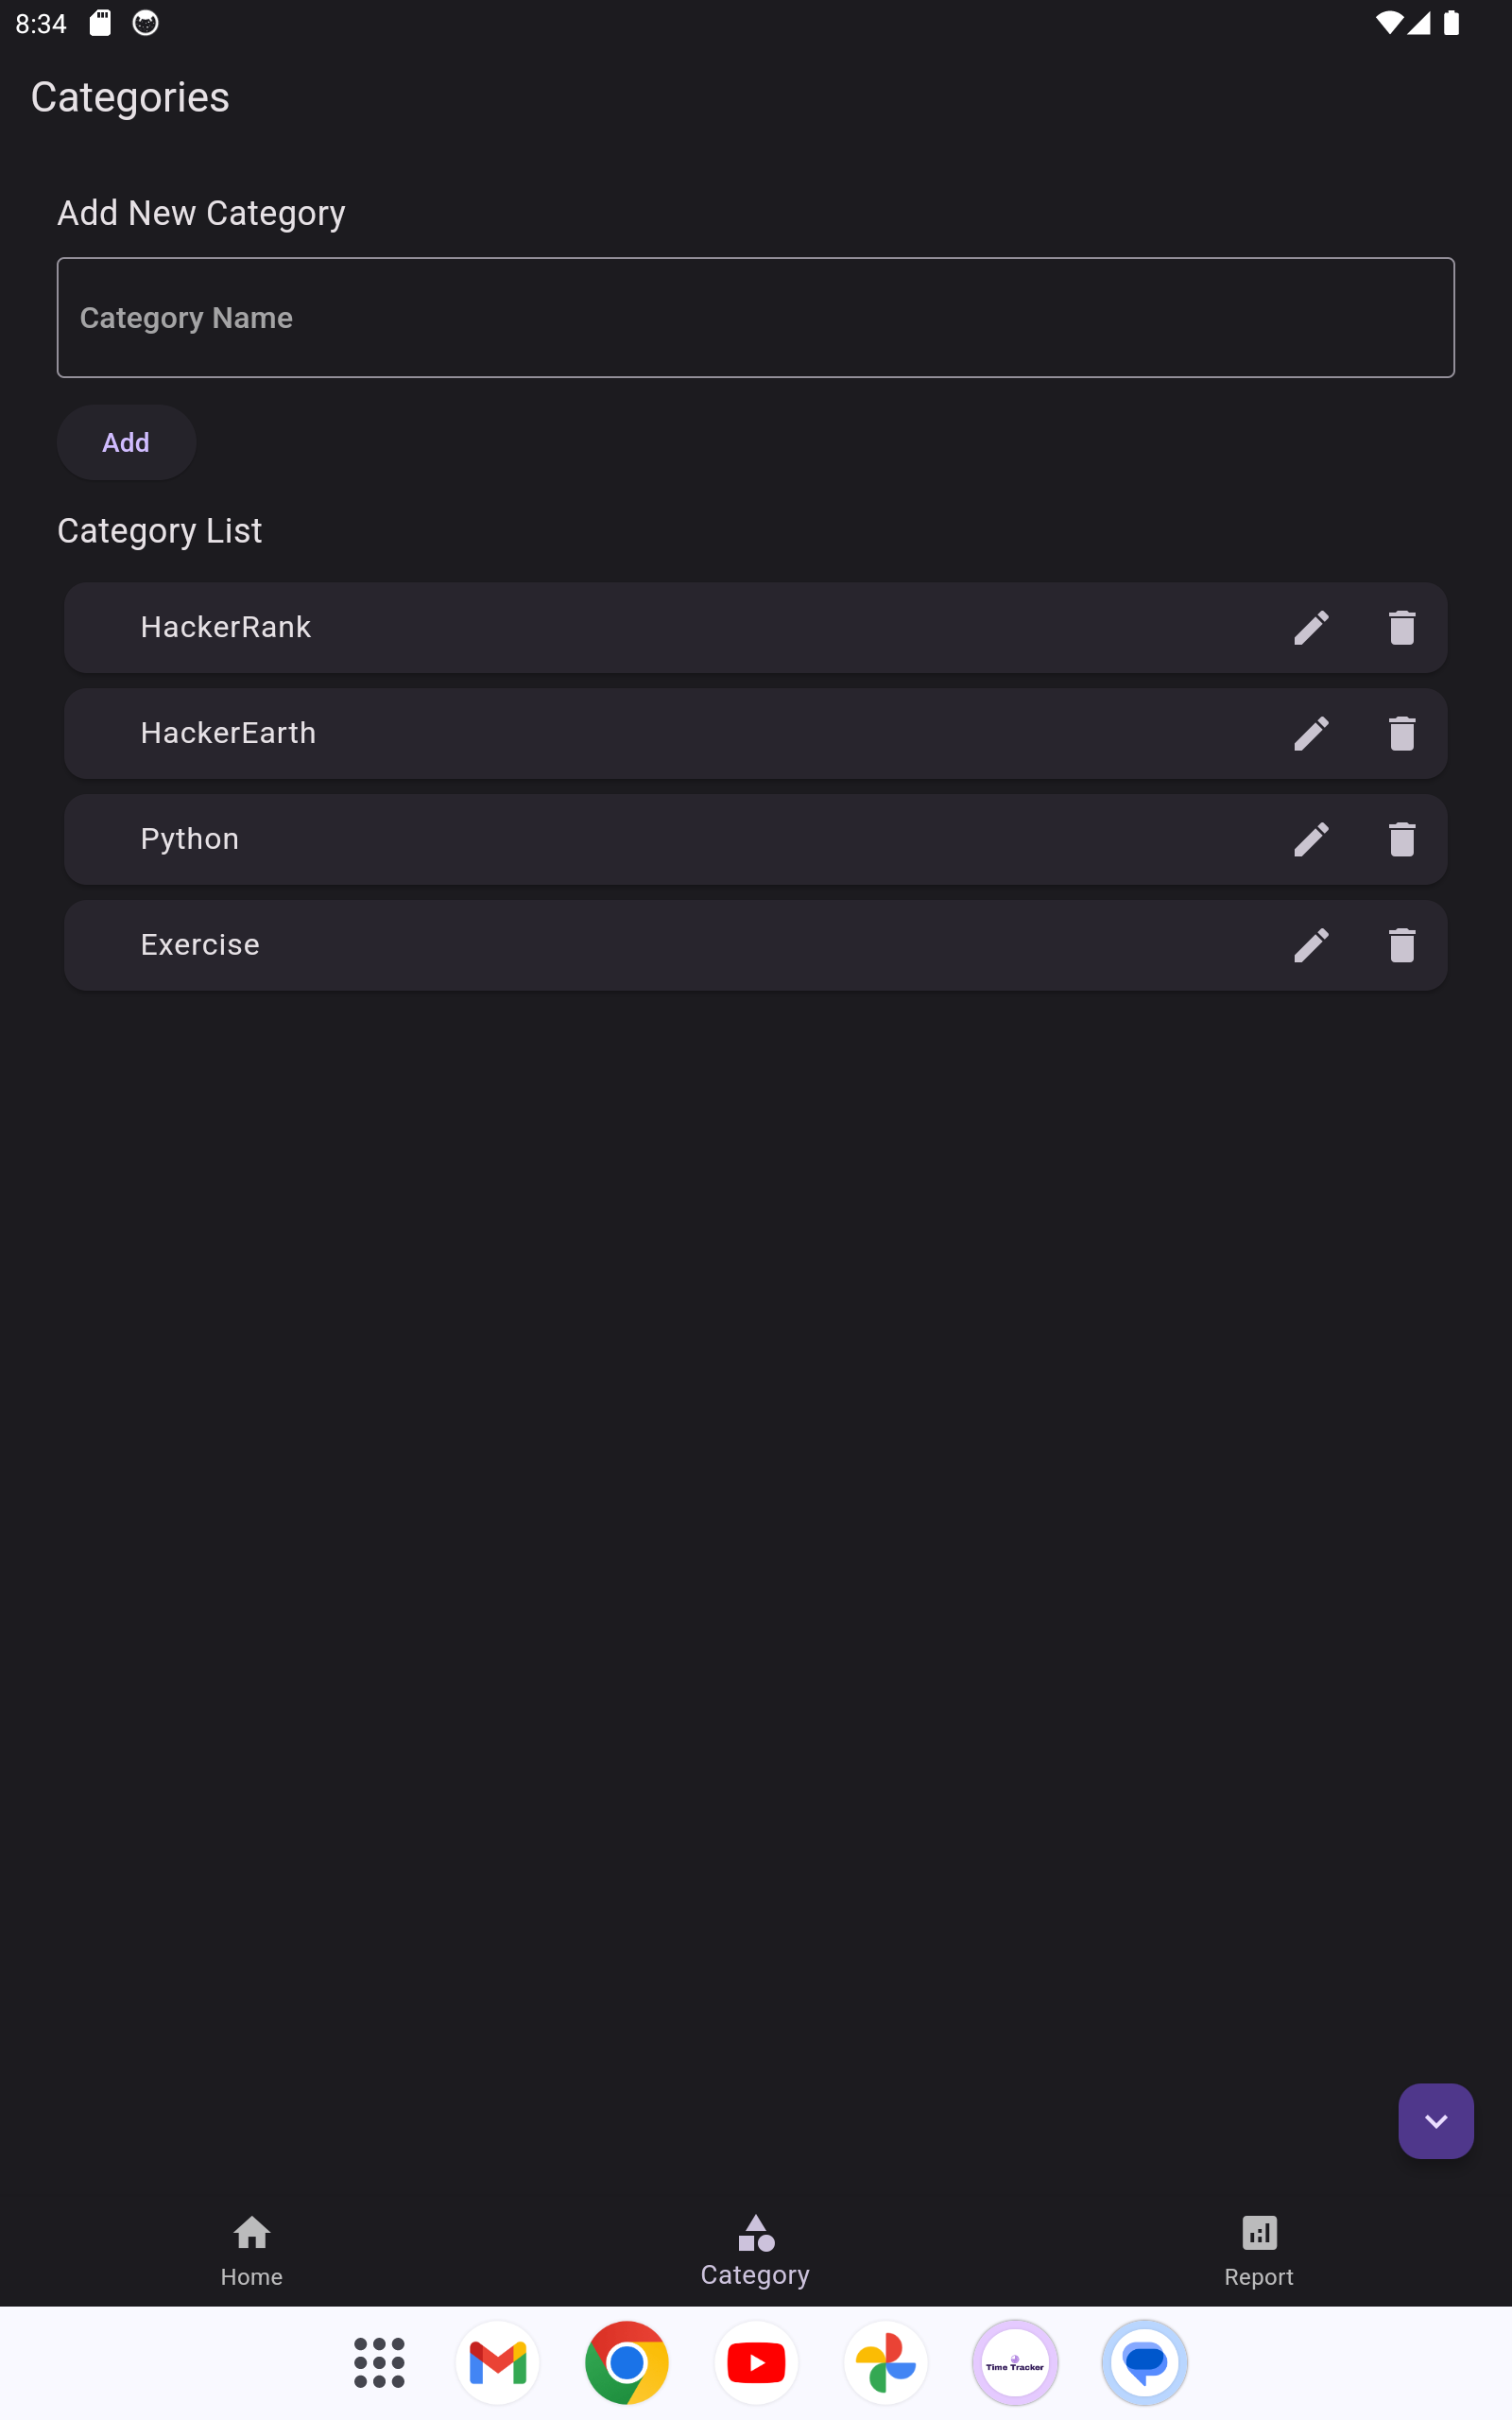 8:34
Categories
Add New Category
Category Name
Add
Category List
HackerRank
HackerEarth
Python
Exercise
Home
Category
Report
Time Tracker